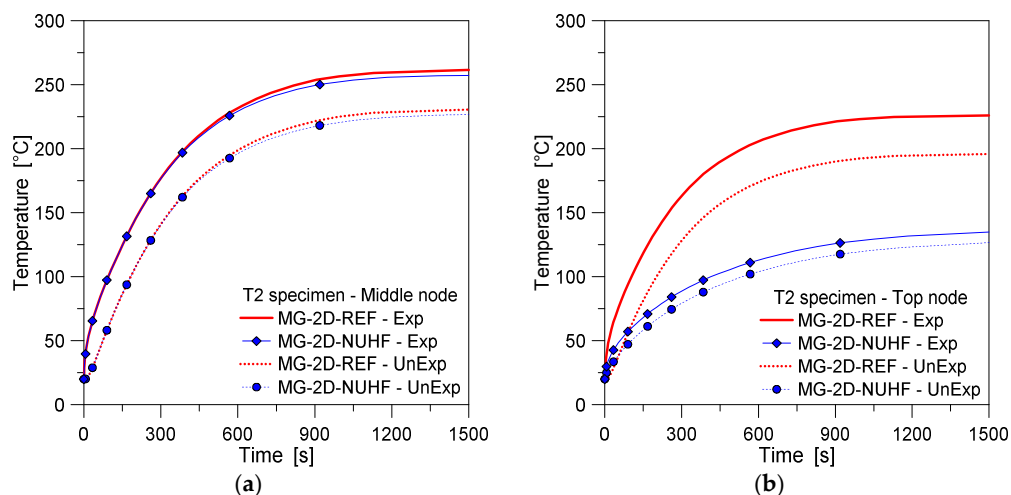 300
250
200
150
100
50
0
Temperature [°C]
T2 specimen - Middle node
MG-2D-REF - Exp
MG-2D-NUHF - Exp
MG-2D-REF - UnExp
MG-2D-NUHF - UnExp
0 300 600 900 1200 1500
Time [s]
(a)
300
250
200
150
100
50
0
Temperature [°C]
T2 specimen - Top node
MG-2D-REF - Exp
MG-2D-NUHF - Exp
MG-2D-REF - UnExp
MG-2D-NUHF - UnExp
0 300 600 900 1200 1500
Time [s]
(b)